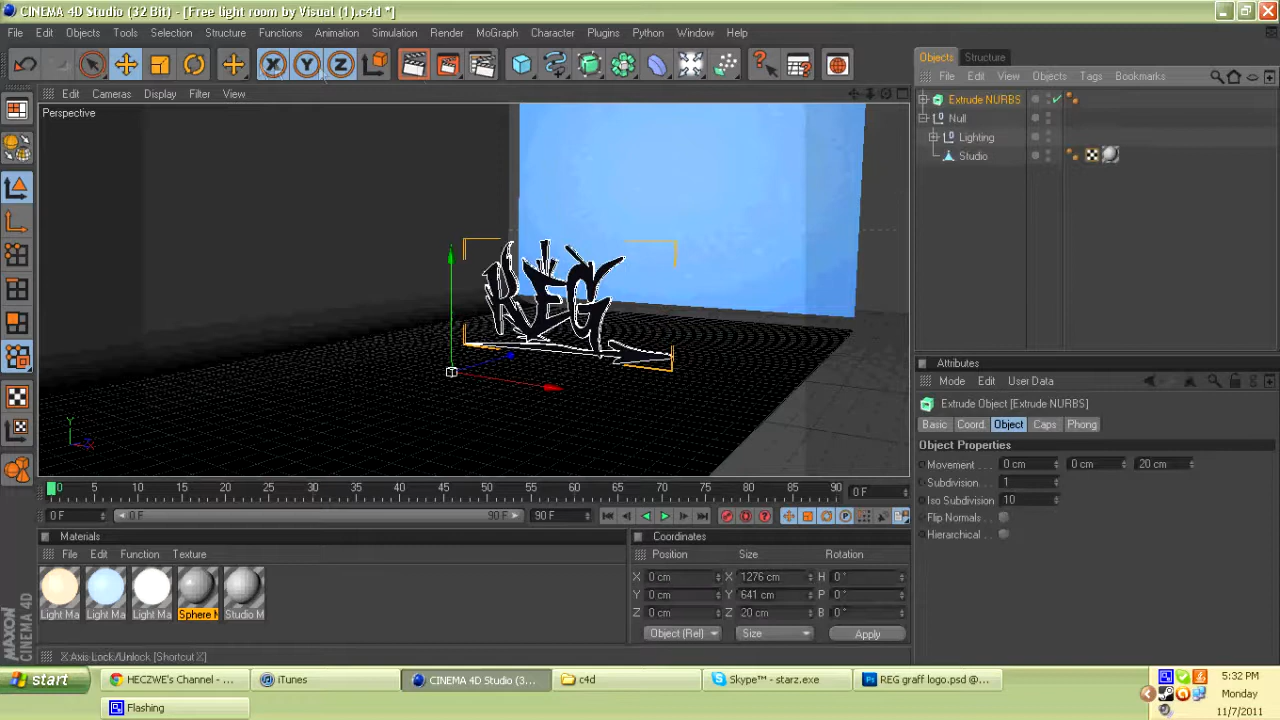 CINEMA 4D Studio (32 Bit) - [Free light room by Visual (1).c4d *]
File Edit Objects Tools Selection Structure Functions Animation Simulation Render MoGraph Character Plugins Python Window Help
X Y Z
Objects Structure
File Edit View Objects Tags Bookmarks
Edit Cameras Display Filter View
Perspective
Extrude NURBS
Null
Lighting
Studio
REG
Y
X
Attributes
Mode Edit User Data
Extrude Object [Extrude NURBS]
Basic Coord. Object Caps Phong
Object Properties
Movement . . . 0 cm 0 cm 20 cm
Subdivision . . 1
Iso Subdivision 10
Flip Normals . .
Hierarchical . .
0 5 10 15 20 25 30 35 40 45 50 55 60 65 70 75 80 85 90 0 F
0 F 0 F 90 F 90 F
Materials
File Edit Function Texture
Light Ma Light Ma Light Ma Sphere M Studio M
Coordinates
Position Size Rotation
X 0 cm X 1276 cm H 0 °
Y 0 cm Y 641 cm P 0 °
Z 0 cm Z 20 cm B 0 °
Object (Rel) Size Apply
MAXON
CINEMA 4D
X Axis Lock/Unlock [Shortcut X]
start HECZWE's Channel - ... iTunes CINEMA 4D Studio (3... c4d Skype™ - starz.exe REG graff logo.psd @...
Flashing
5:32 PM
Monday
11/7/2011